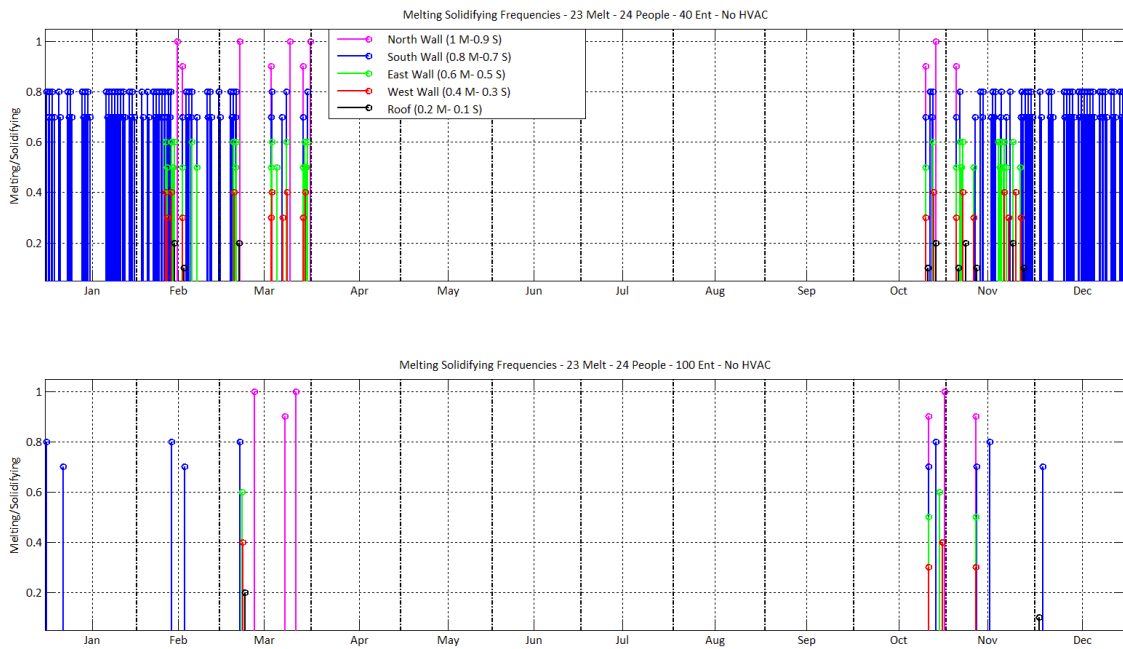 Melting Solidifying Frequencies - 23 Melt - 24 People - 40 Ent - No HVAC
Melting/Solidifying
1
0.8
0.6
0.4
0.2
North Wall (1 M-0.9 S)
South Wall (0.8 M-0.7 S)
East Wall (0.6 M- 0.5 S)
West Wall (0.4 M- 0.3 S)
Roof (0.2 M- 0.1 S)
Jan Feb Mar Apr May Jun Jul Aug Sep Oct Nov Dec
Melting Solidifying Frequencies - 23 Melt - 24 People - 100 Ent - No HVAC
Melting/Solidifying
1
0.8
0.6
0.4
0.2
Jan Feb Mar Apr May Jun Jul Aug Sep Oct Nov Dec